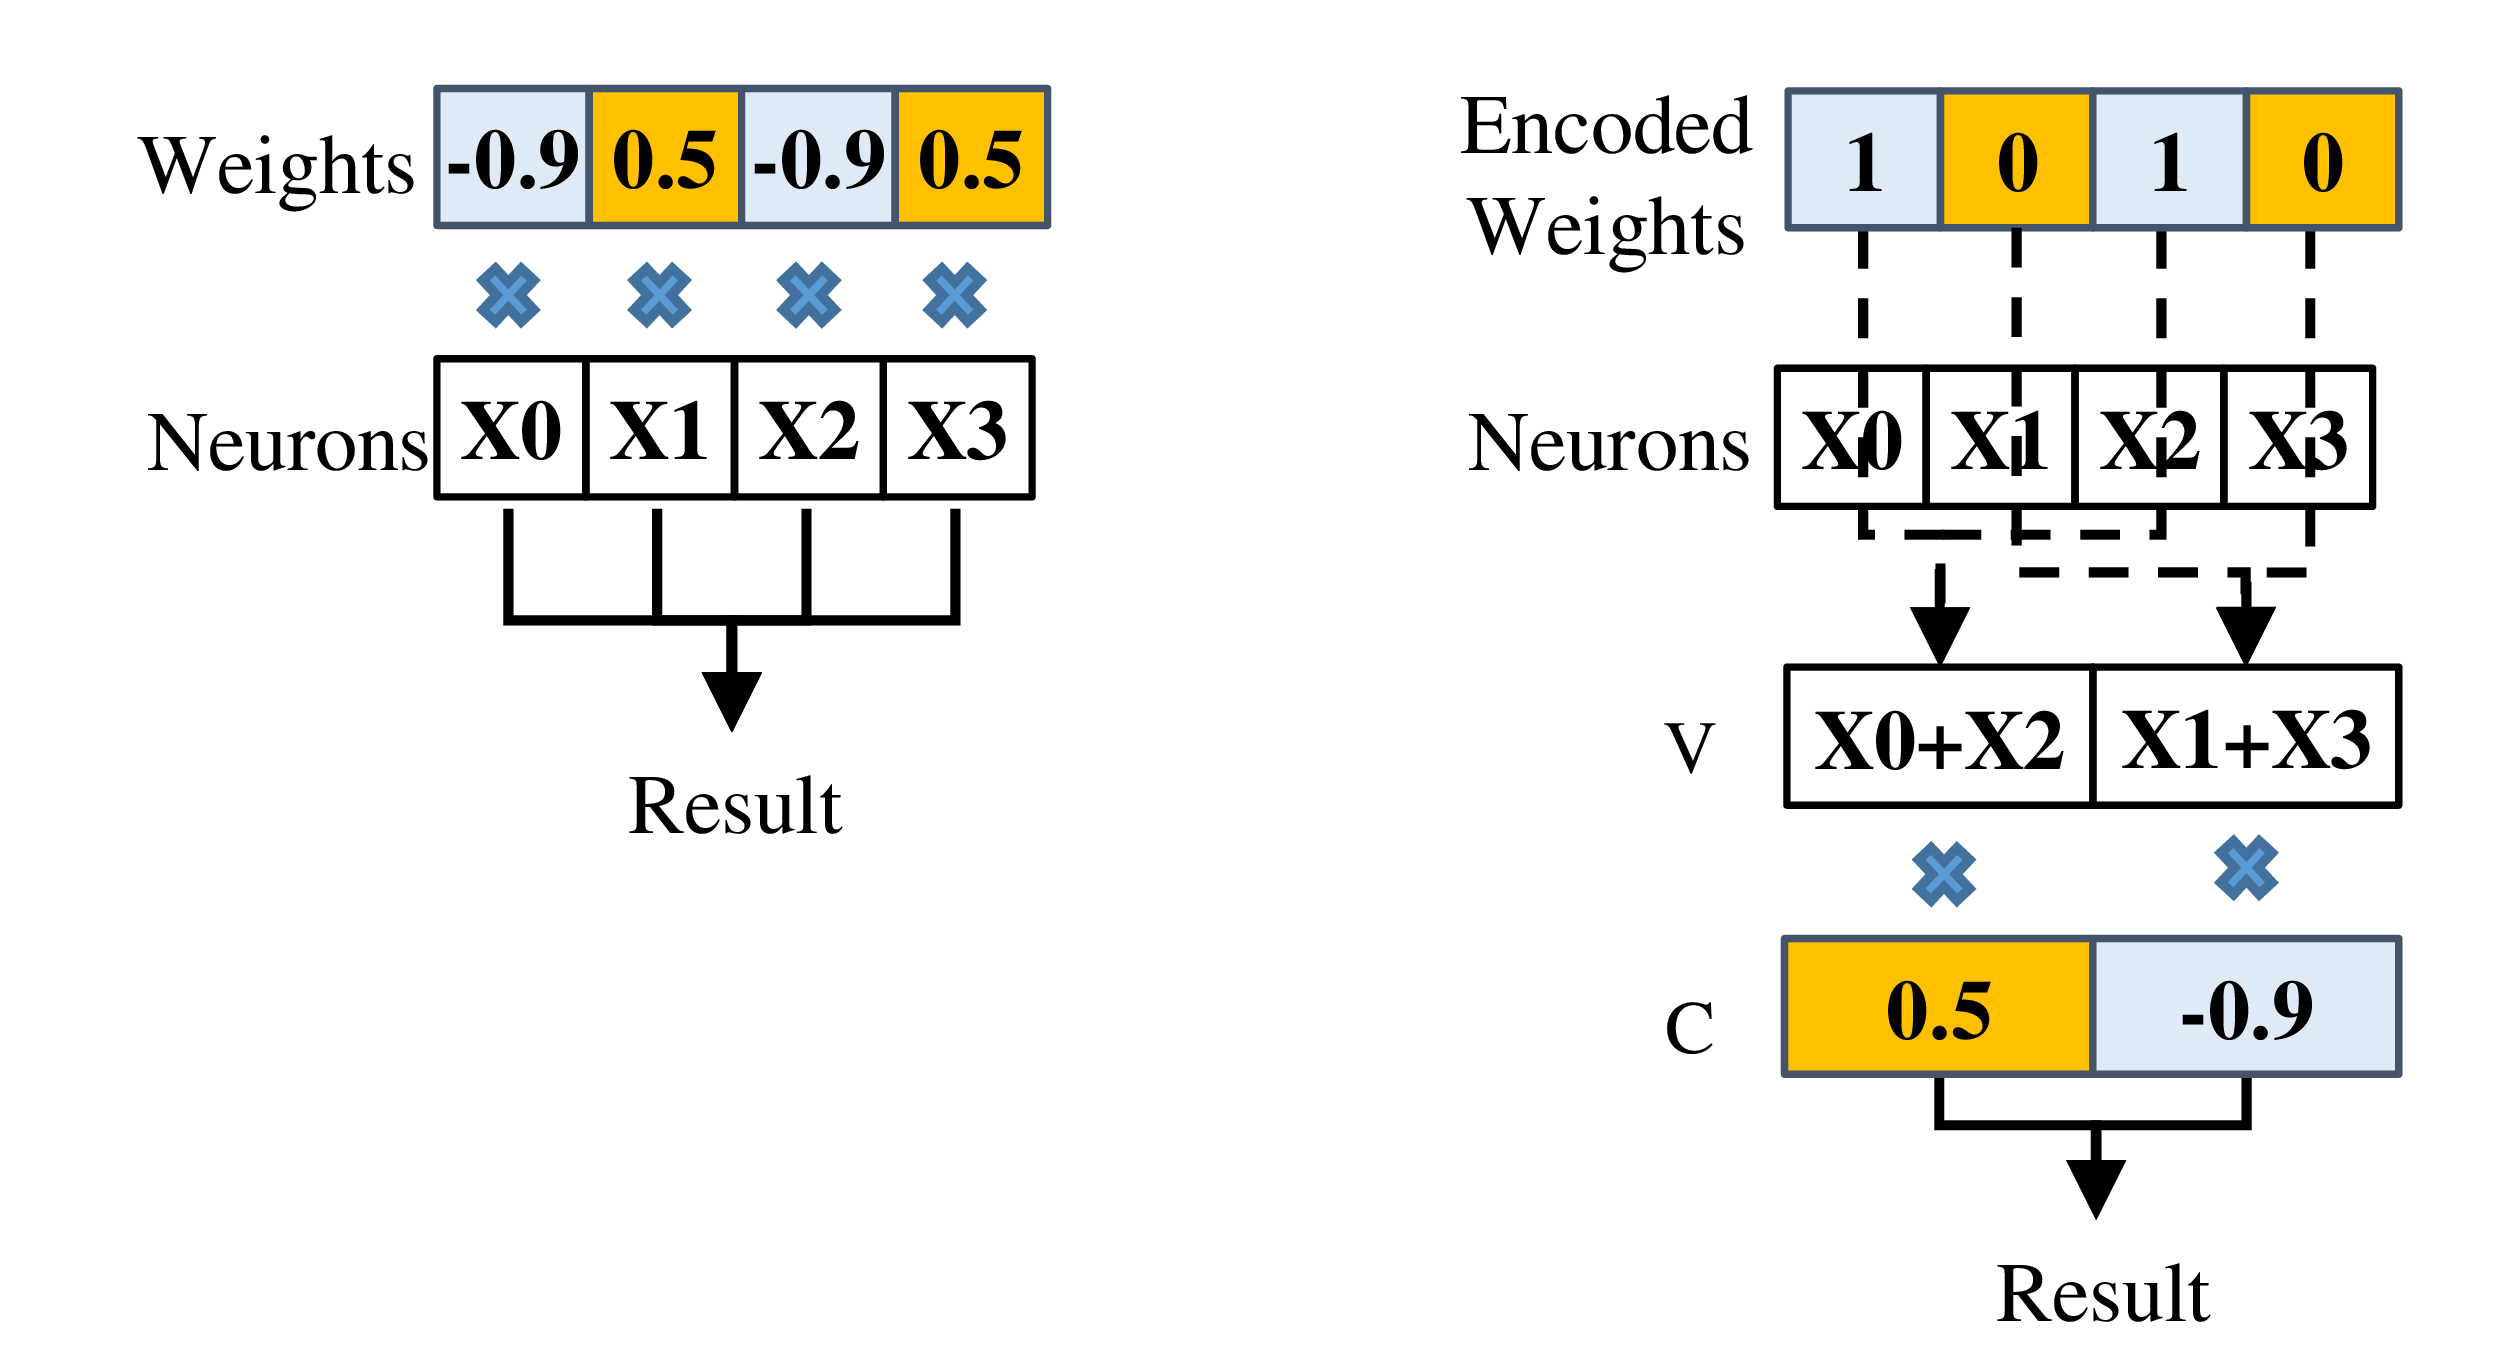 Weights -0.9 0.5 -0.9 0.5
Neurons X0 X1 X2 X3
Result
Encoded
Weights
1 0 1 0
Neurons X0 X1 X2 X3
V X0+X2 X1+X3
C 0.5 -0.9
Result